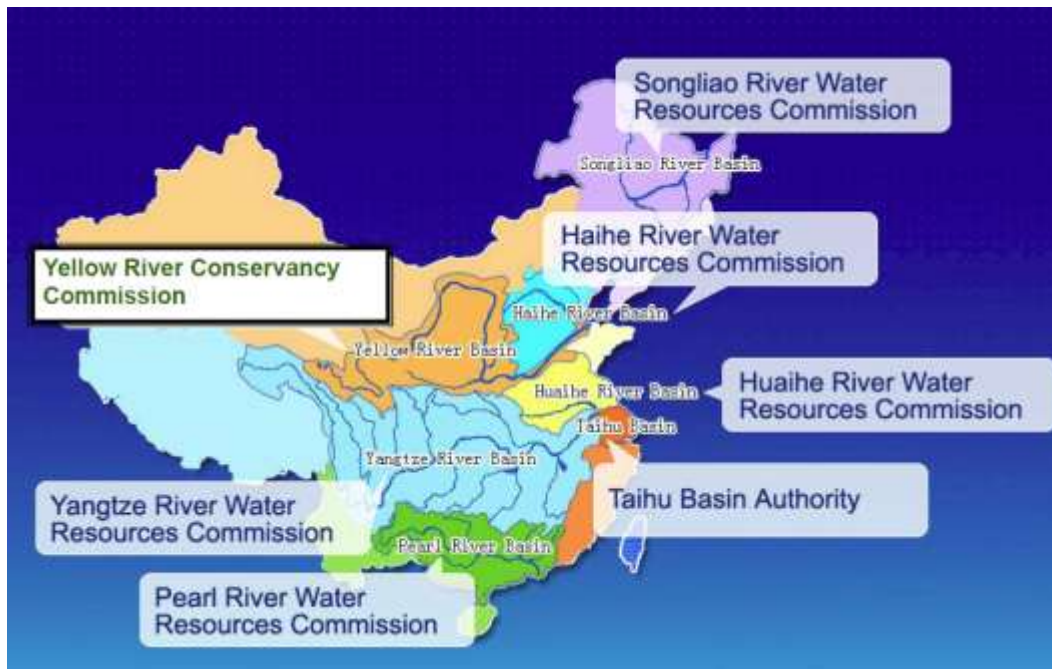 Songliao River Water
Resources Commission
Songliao River Basin
Haihe River Water
Resources Commission
Yellow River Conservancy
Commission
Haihe River Basin
Yellow River Basin
Huaihe River Basin
Huaihe River Water
Resources Commission
Taihu Basin
Yangtze River Basin
Taihu Basin Authority
Yangtze River Water
Resources Commission
Pearl River Basin
Pearl River Water
Resources Commission